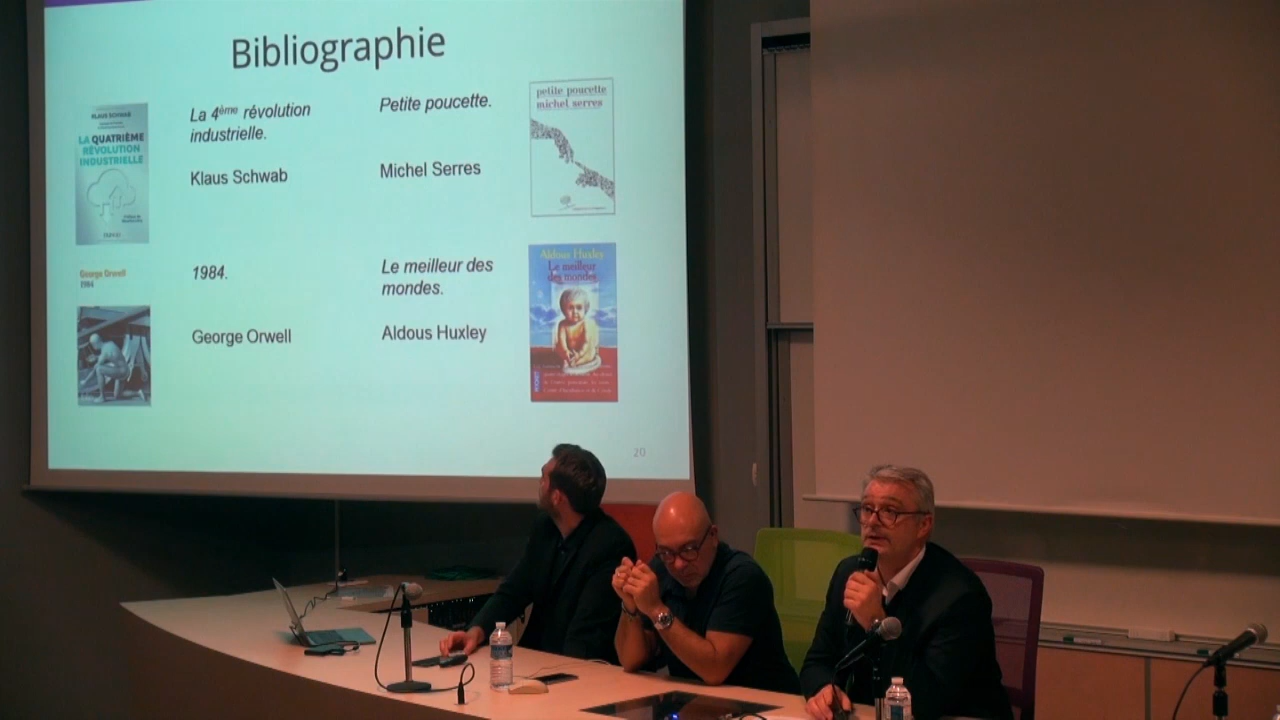 Bibliographie
KLAUS SCHWAB
LA QUATRIÈME
RÉVOLUTION
INDUSTRIELLE
La 4ème révolution
industrielle.
Klaus Schwab
Petite poucette.
Michel Serres
petite poucette
michel serres
George Orwell
1984
1984.
George Orwell
Le meilleur des
mondes.
Aldous Huxley
Aldous Huxley
Le meilleur
des mondes
POCKET
20